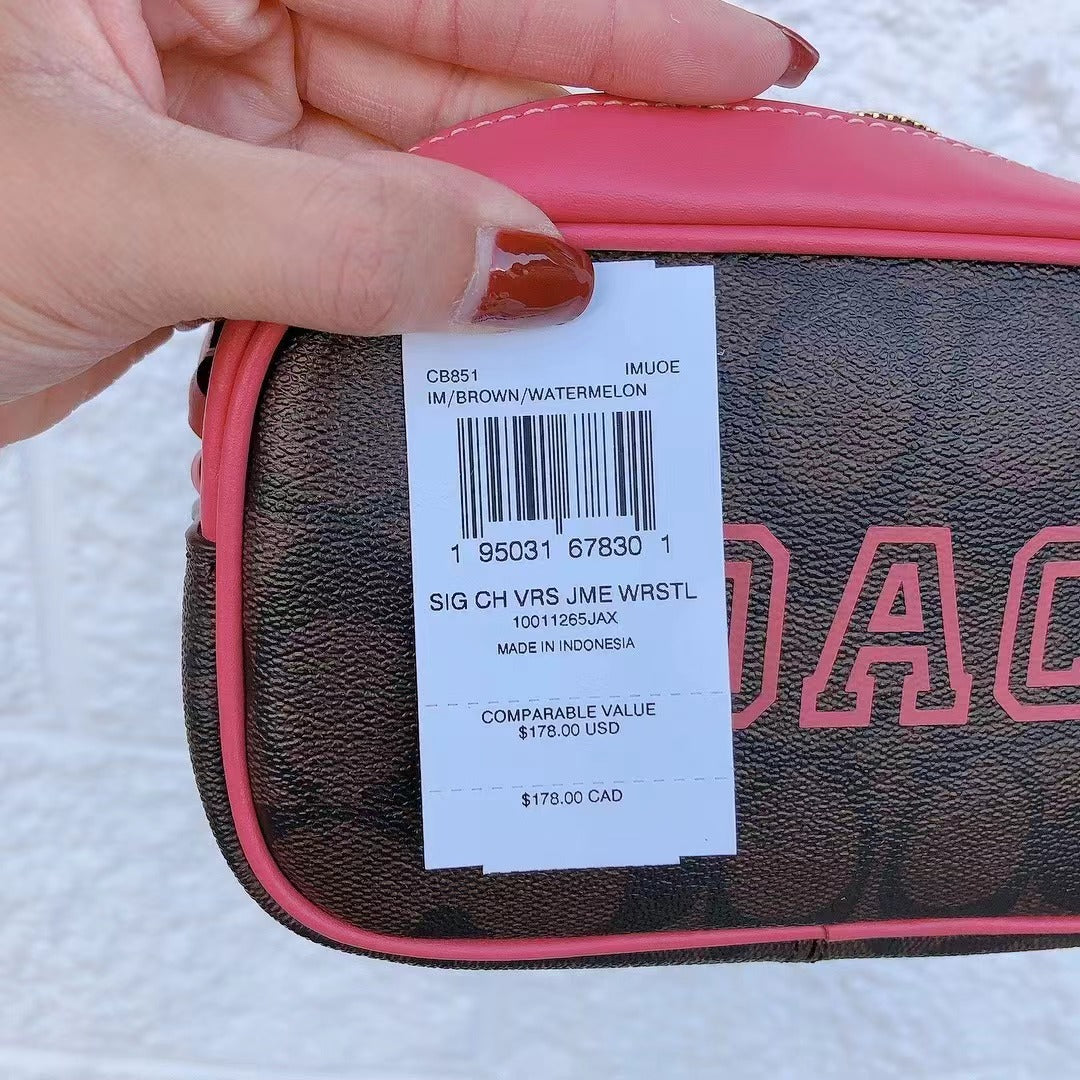 CB851 IMUOE
IM/BROWN/WATERMELON
1 95031 67830 1
SIG CH VRS JME WRSTL
10011265JAX
MADE IN INDONESIA
COMPARABLE VALUE
$178.00 USD
$178.00 CAD
OAC